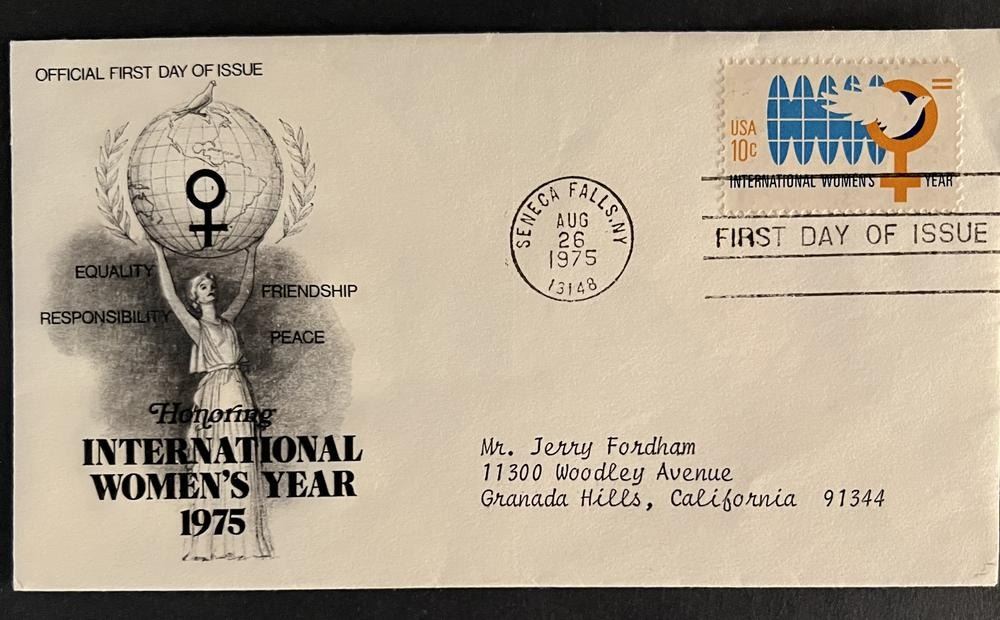 OFFICIAL FIRST DAY OF ISSUE
EQUALITY
FRIENDSHIP
RESPONSIBILITY
PEACE
Honoring
INTERNATIONAL
WOMEN'S YEAR
1975
SENECA FALLS, NY
AUG
26
1975
13148
USA
10c
INTERNATIONAL WOMEN'S YEAR
FIRST DAY OF ISSUE
Mr. Jerry Fordham
11300 Woodley Avenue
Granada Hills, California 91344